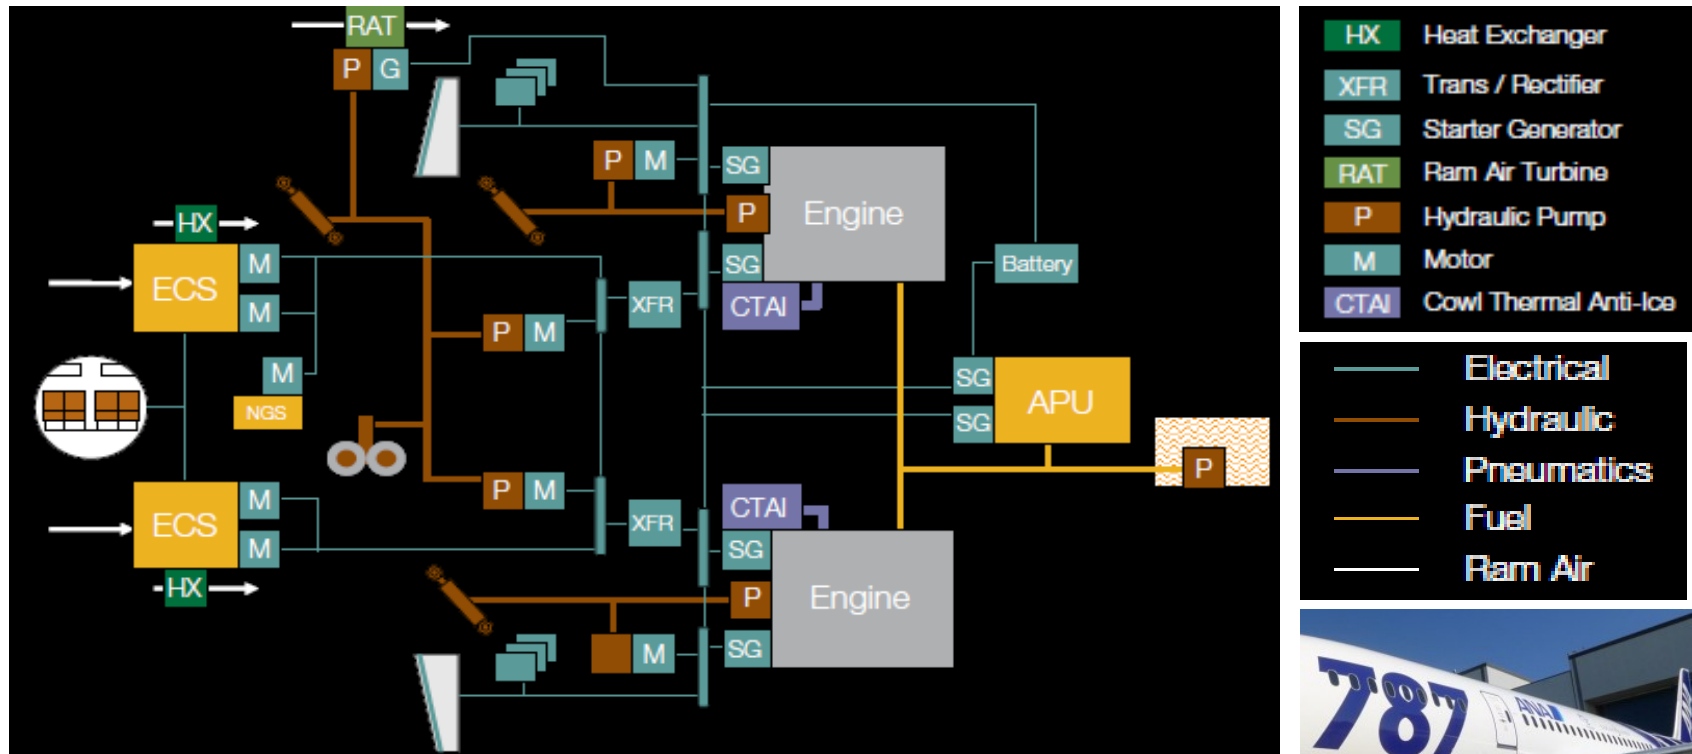 RAT
P G
P M
SG
P
Engine
SG
CTAI
HX
ECS
M
M
XFR
Battery
P M
M
NGS
SG
SG
APU
P
P M
XFR
CTAI
SG
P
Engine
SG
ECS
M
M
HX
M
HX Heat Exchanger
XFR Trans / Rectifier
SG Starter Generator
RAT Ram Air Turbine
P Hydraulic Pump
M Motor
CTAI Cowl Thermal Anti-Ice
Electrical
Hydraulic
Pneumatics
Fuel
Ram Air
787
ANA